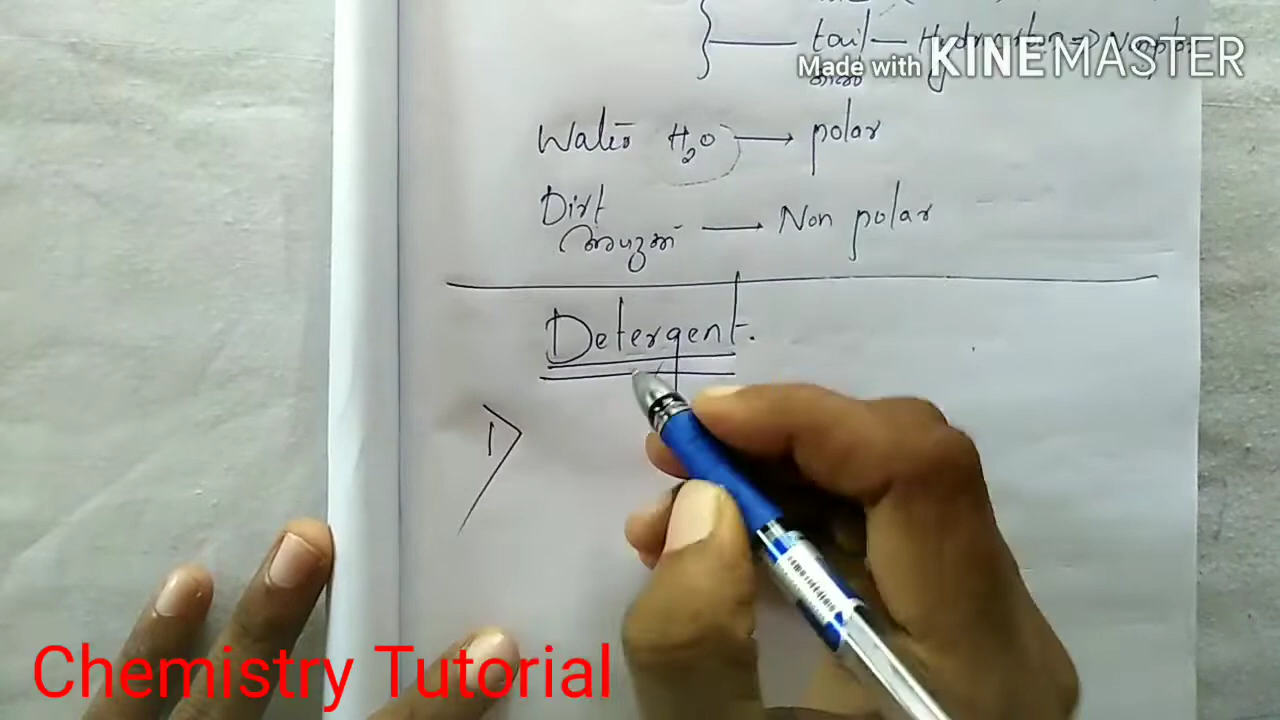 tail —
Made with KINEMASTER
Water H₂O → polar
Dirt → Non polar
അഴുക്ക്
Detergent.
1)
Chemistry Tutorial